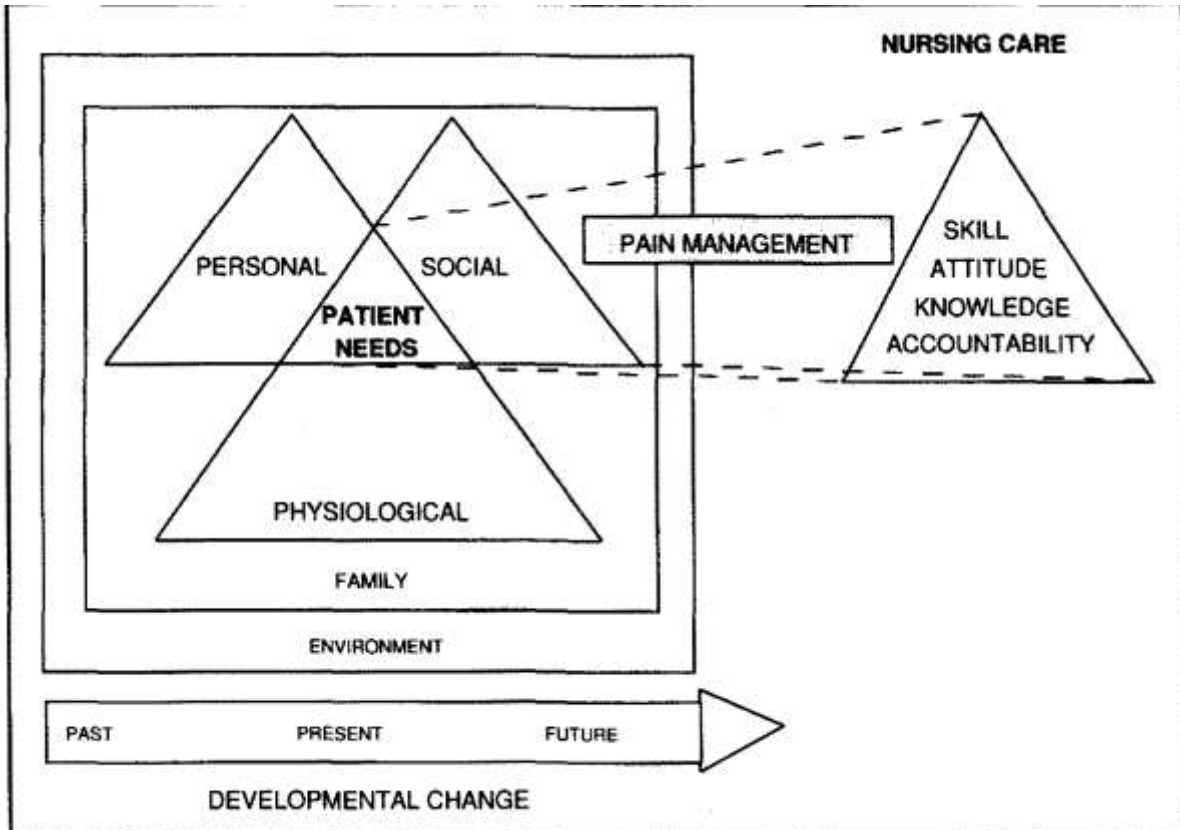 NURSING CARE
PERSONAL
SOCIAL
PATIENT
NEEDS
PAIN MANAGEMENT
SKILL
ATTITUDE
KNOWLEDGE
ACCOUNTABILITY
PHYSIOLOGICAL
FAMILY
ENVIRONMENT
PAST
PRESENT
FUTURE
DEVELOPMENTAL CHANGE